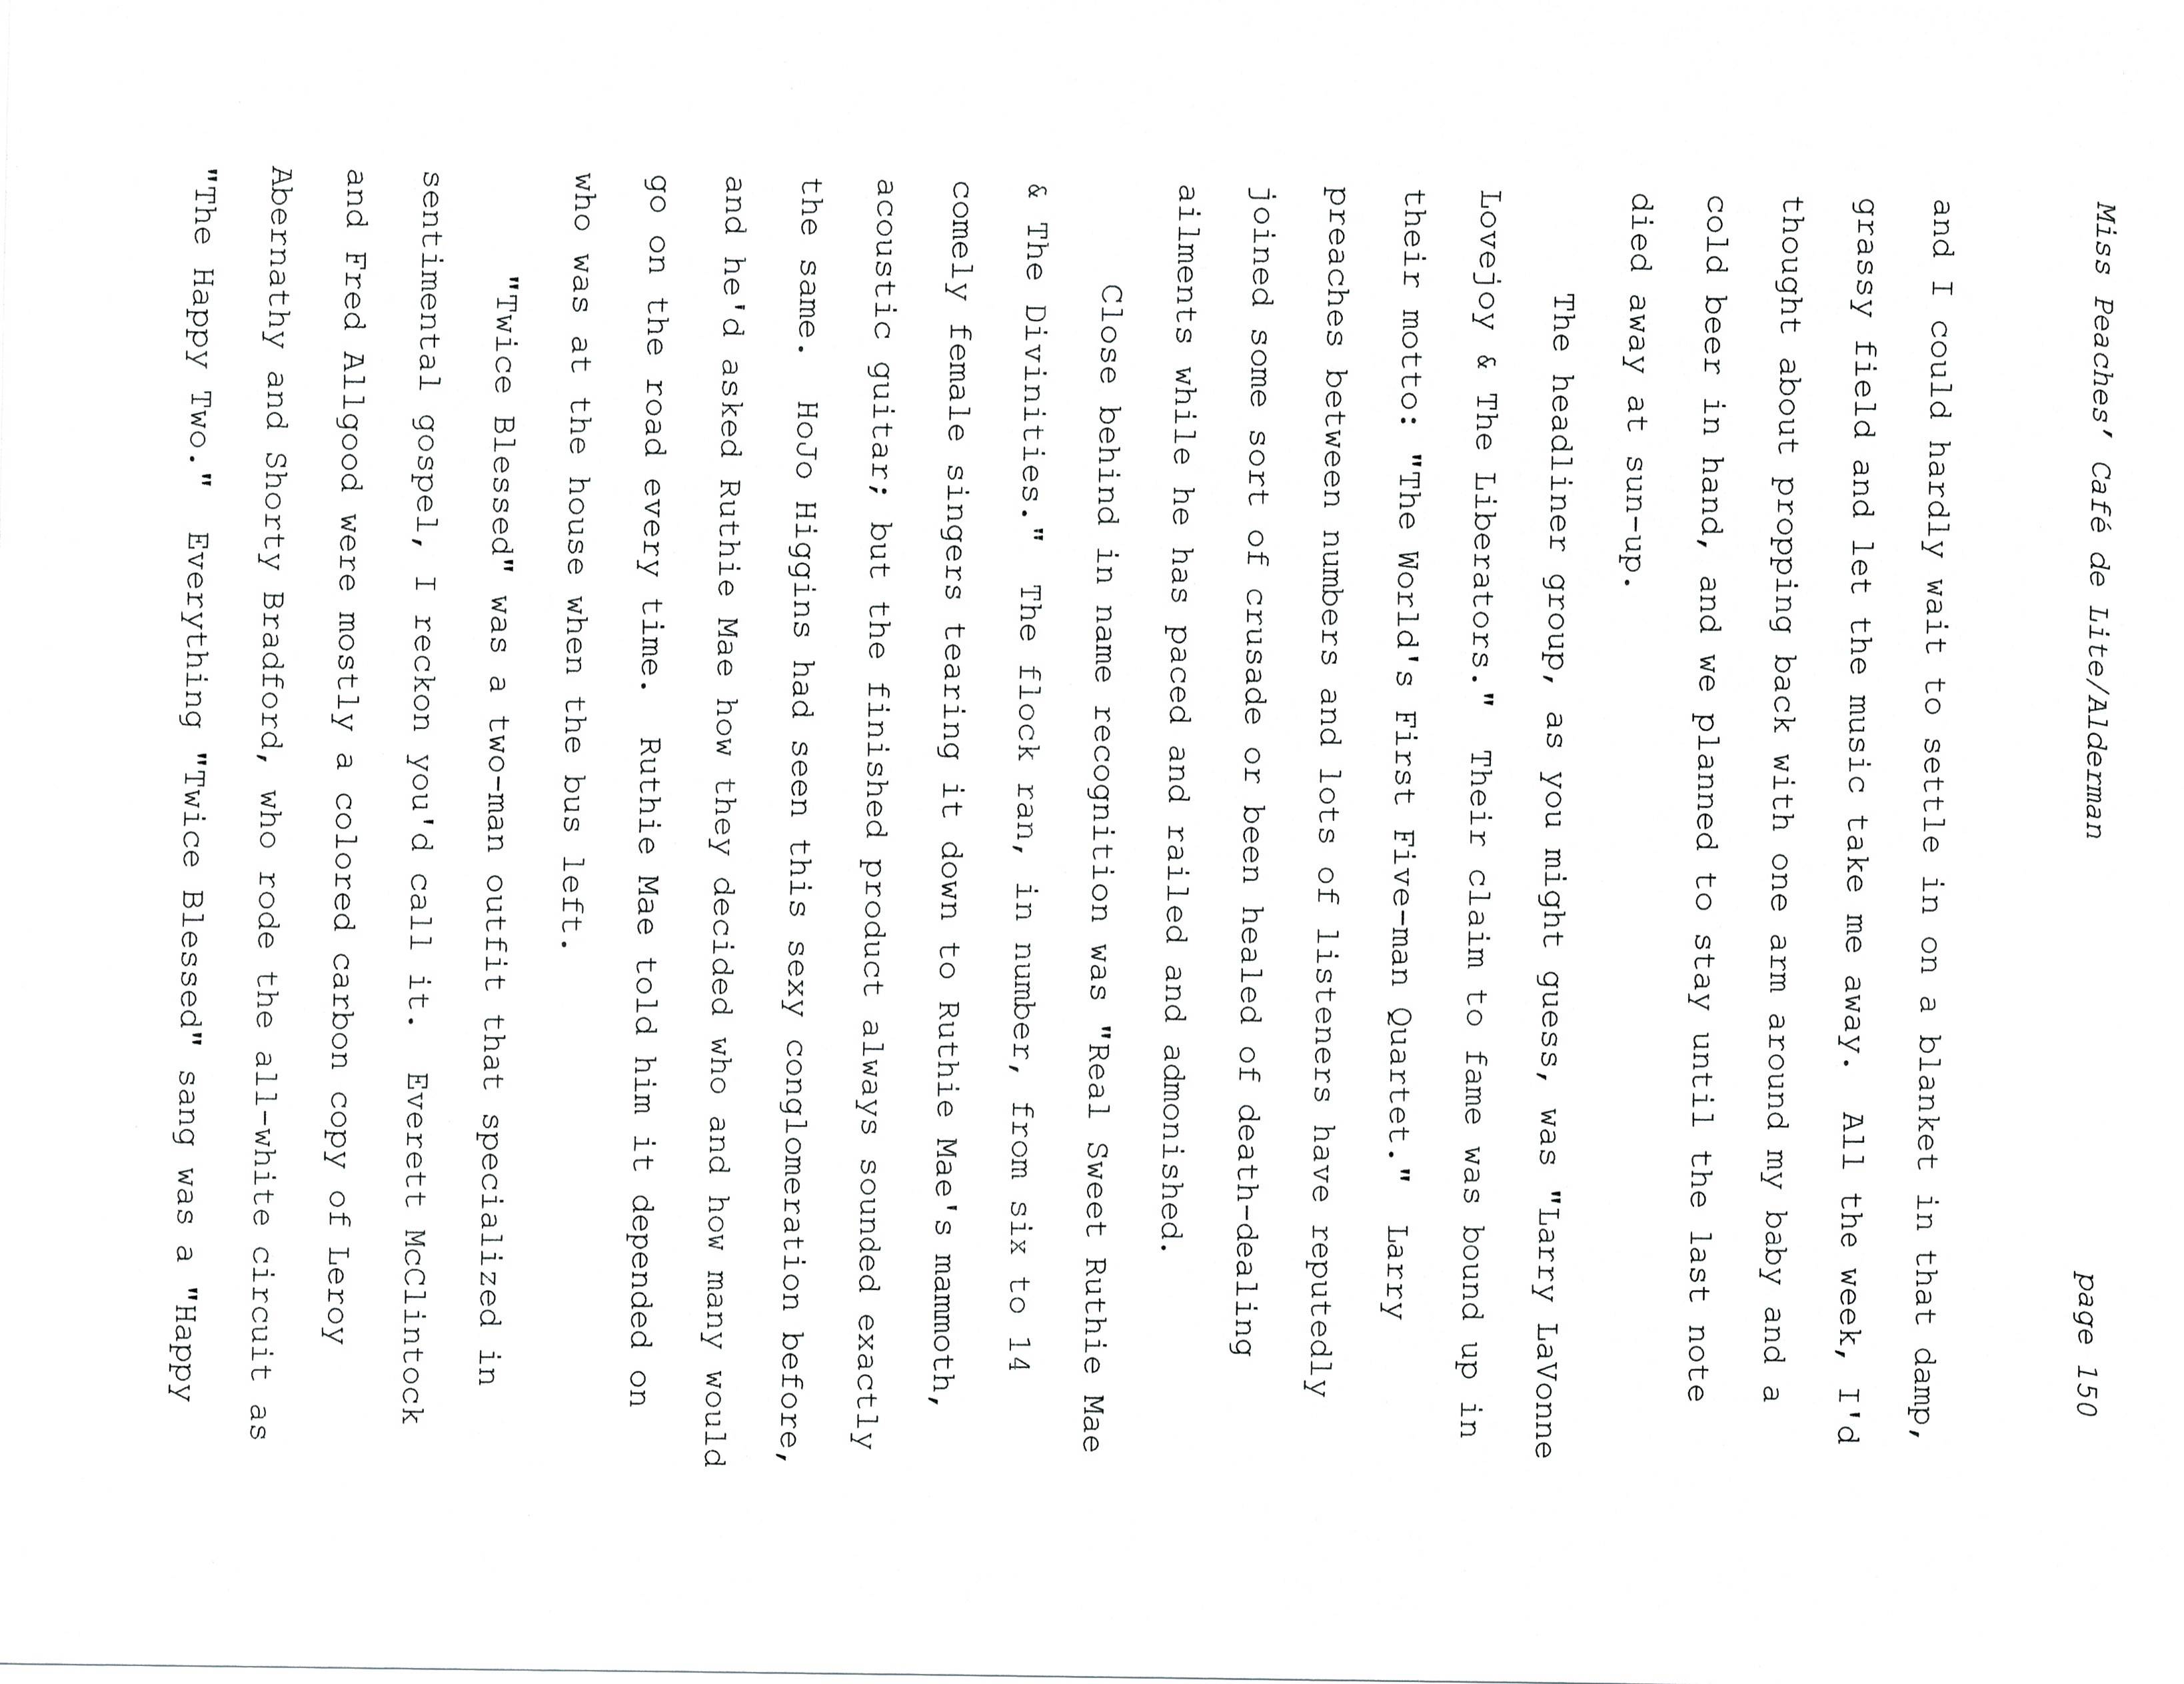 Miss Peaches’ Café de Lite/Alderman page 150
and I could hardly wait to settle in on a blanket in that damp,
grassy field and let the music take me away.  All the week, I'd
thought about propping back with one arm around my baby and a
cold beer in hand, and we planned to stay until the last note
died away at sun-up.
The headliner group, as you might guess, was "Larry LaVonne
Lovejoy & The Liberators."  Their claim to fame was bound up in
their motto: "The World's First Five-man Quartet."  Larry
preaches between numbers and lots of listeners have reputedly
joined some sort of crusade or been healed of death-dealing
ailments while he has paced and railed and admonished.
Close behind in name recognition was "Real Sweet Ruthie Mae
& The Divinities."  The flock ran, in number, from six to 14
comely female singers tearing it down to Ruthie Mae's mammoth,
acoustic guitar; but the finished product always sounded exactly
the same.  HoJo Higgins had seen this sexy conglomeration before,
and he'd asked Ruthie Mae how they decided who and how many would
go on the road every time.  Ruthie Mae told him it depended on
who was at the house when the bus left.
"Twice Blessed" was a two-man outfit that specialized in
sentimental gospel, I reckon you'd call it.  Everett McClintock
and Fred Allgood were mostly a colored carbon copy of Leroy
Abernathy and Shorty Bradford, who rode the all-white circuit as
"The Happy Two."  Everything "Twice Blessed" sang was a "Happy